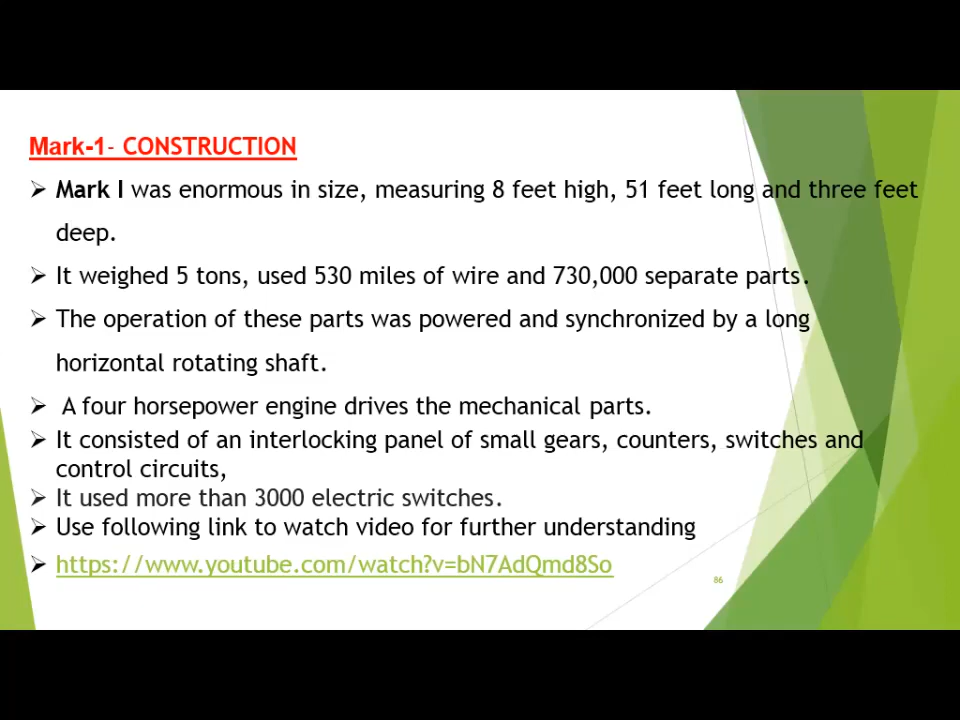 Mark-1- CONSTRUCTION
➢ Mark I was enormous in size, measuring 8 feet high, 51 feet long and three feet
deep.
➢ It weighed 5 tons, used 530 miles of wire and 730,000 separate parts.
➢ The operation of these parts was powered and synchronized by a long
horizontal rotating shaft.
➢ A four horsepower engine drives the mechanical parts.
➢ It consisted of an interlocking panel of small gears, counters, switches and
control circuits,
➢ It used more than 3000 electric switches.
➢ Use following link to watch video for further understanding
➢ https://www.youtube.com/watch?v=bN7AdQmd8So
86